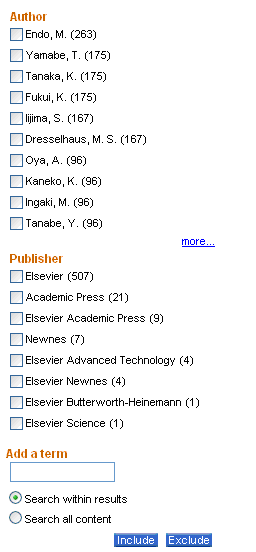 Author
Endo, M. (263)
Yamabe, T. (175)
Tanaka, K. (175)
Fukui, K. (175)
Iijima, S. (167)
Dresselhaus, M. S. (167)
Oya, A. (96)
Kaneko, K. (96)
Ingaki, M. (96)
Tanabe, Y. (96)
more...
Publisher
Elsevier (507)
Academic Press (21)
Elsevier Academic Press (9)
Newnes (7)
Elsevier Advanced Technology (4)
Elsevier Newnes (4)
Elsevier Butterworth-Heinemann (1)
Elsevier Science (1)
Add a term
Search within results
Search all content
Include Exclude